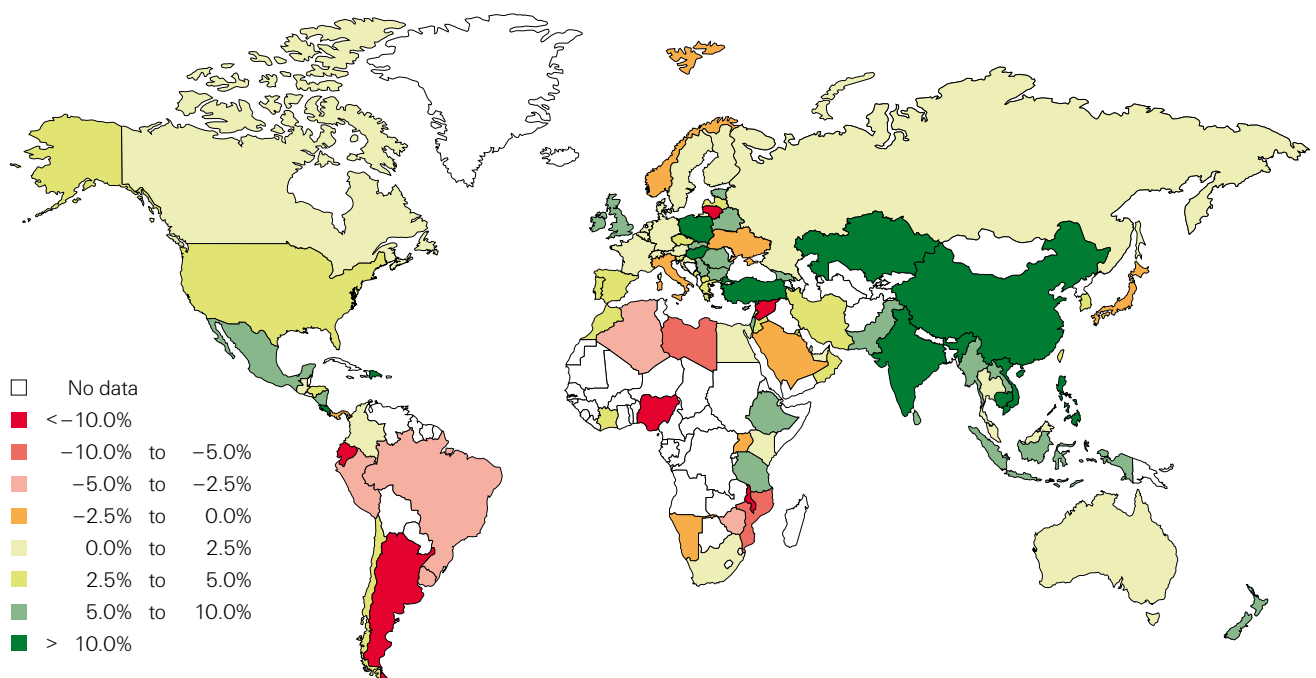 No data
< −10.0%
−10.0% to −5.0%
−5.0% to −2.5%
−2.5% to 0.0%
0.0% to 2.5%
2.5% to 5.0%
5.0% to 10.0%
> 10.0%